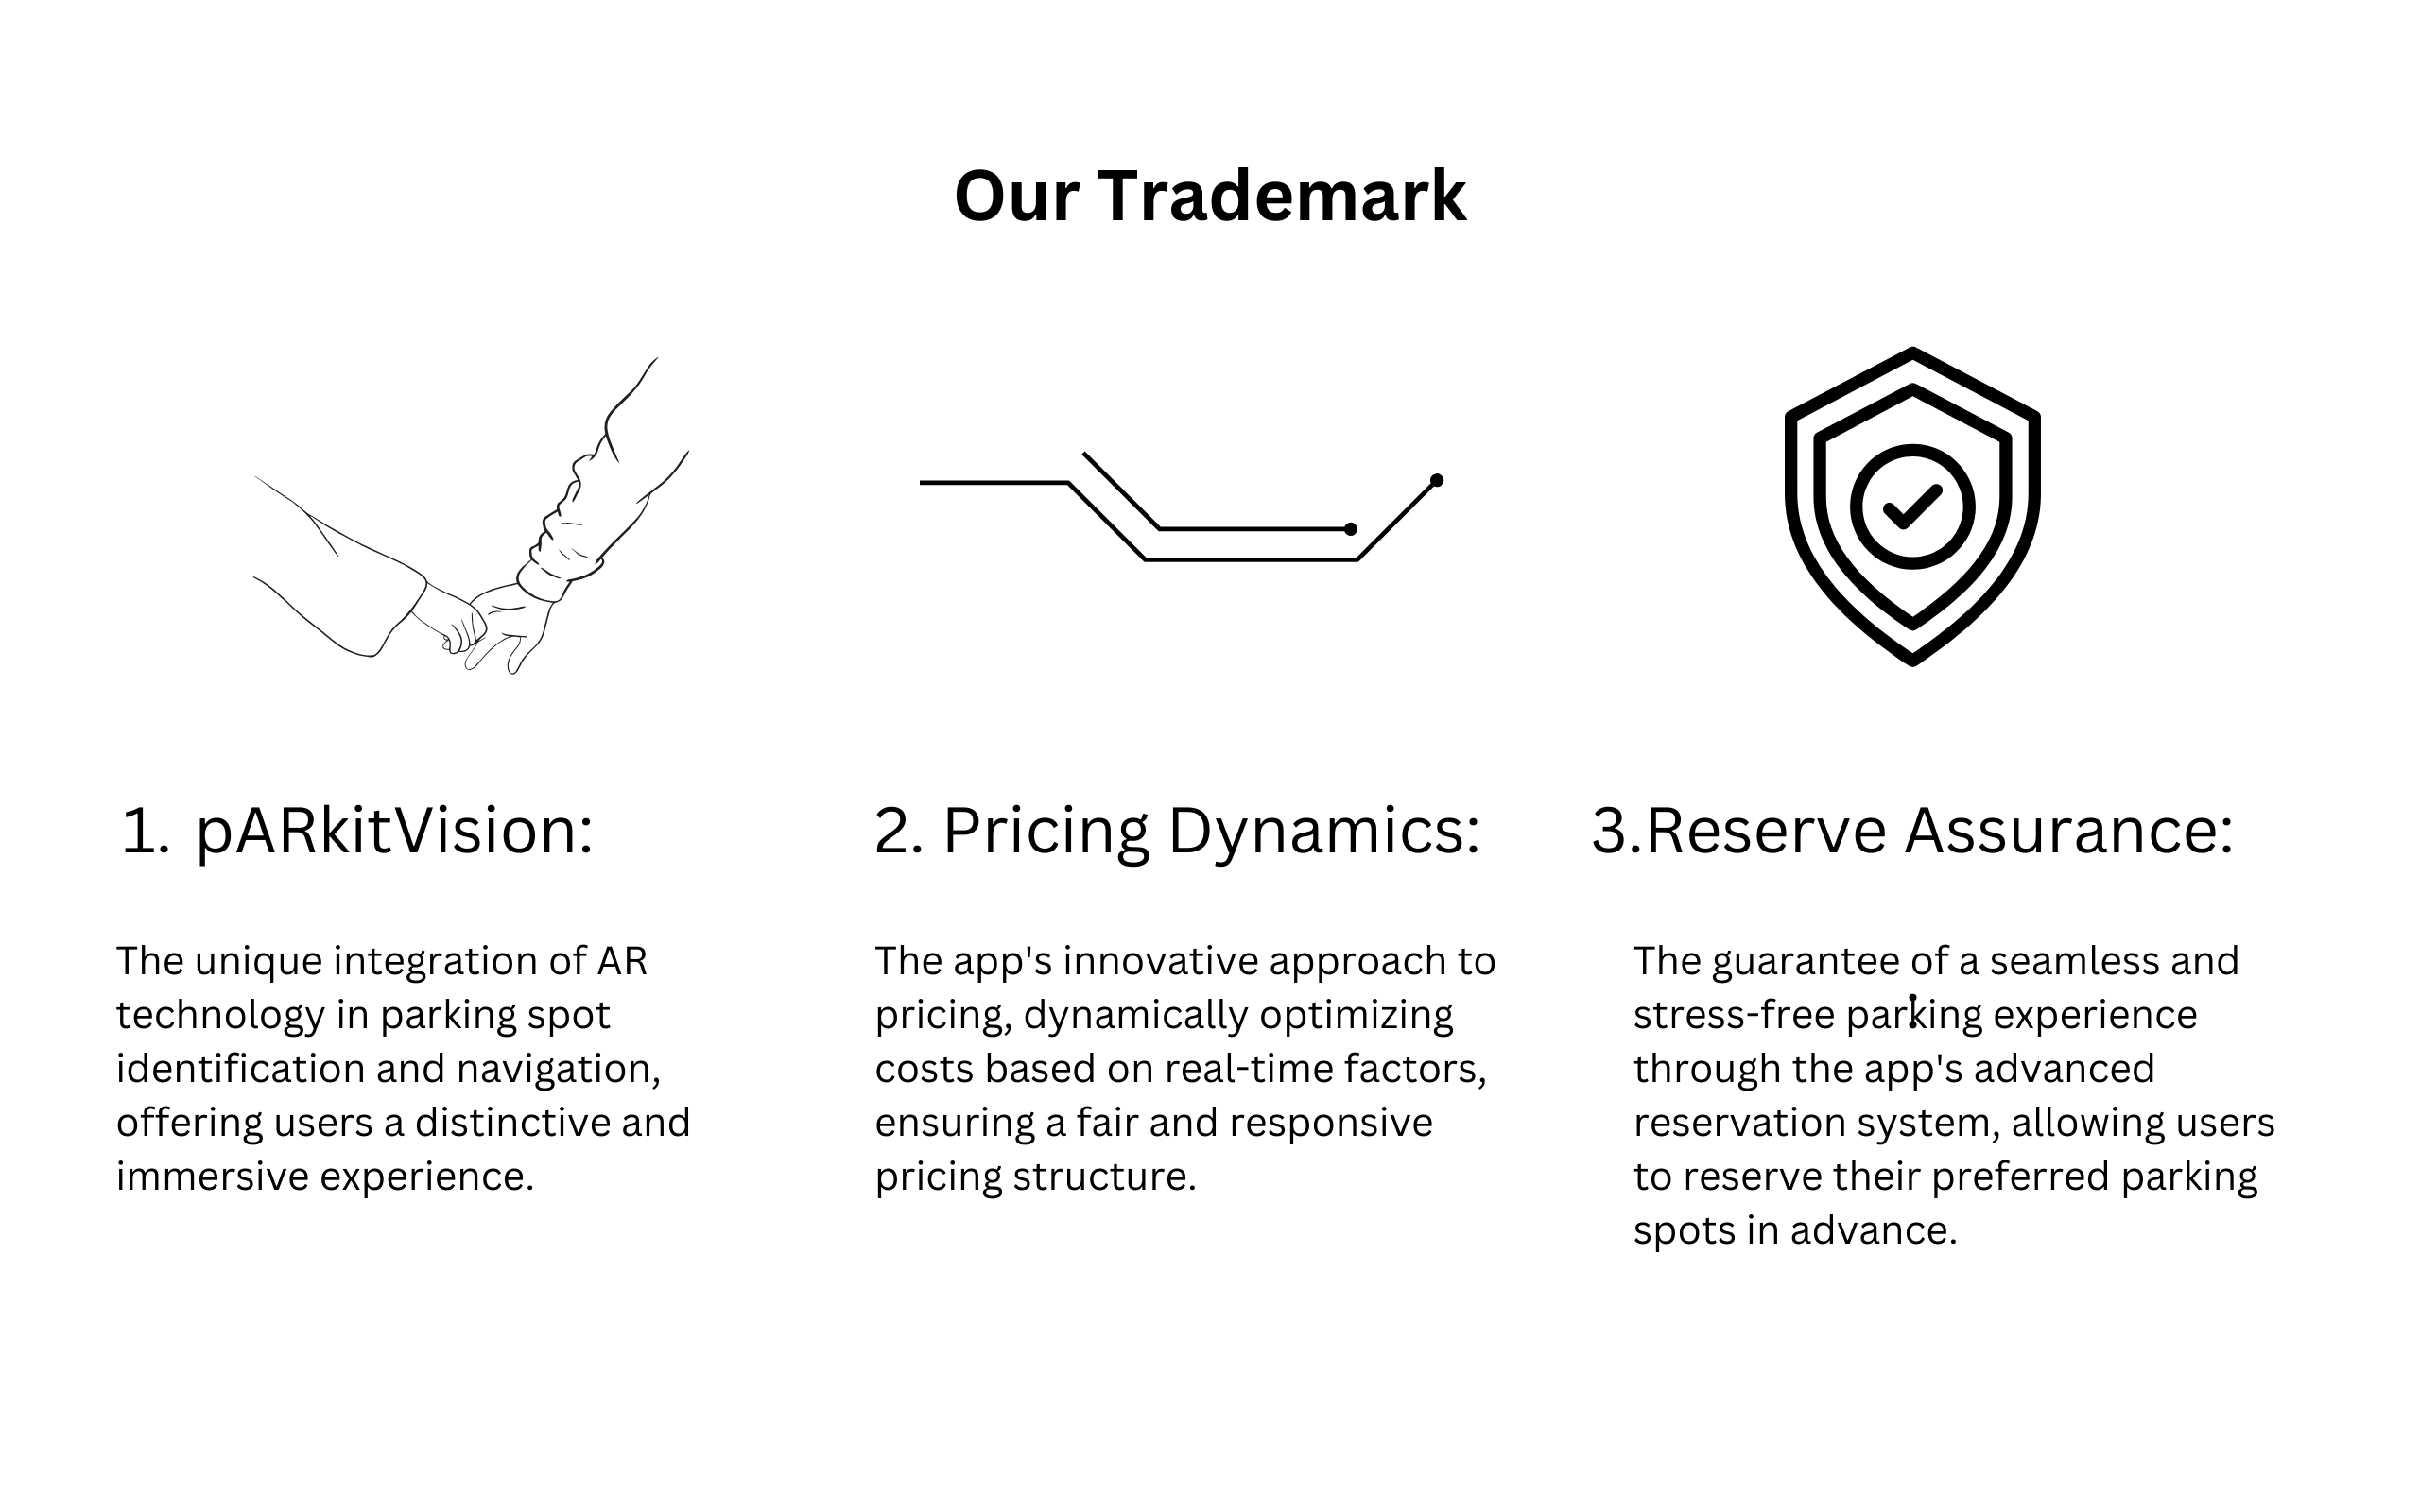 Our Trademark
1. pARkitVision:
The unique integration of AR
technology in parking spot
identification and navigation,
offering users a distinctive and
immersive experience.
2. Pricing Dynamics:
The app's innovative approach to
pricing, dynamically optimizing
costs based on real-time factors,
ensuring a fair and responsive
pricing structure.
3.Reserve Assurance:
The guarantee of a seamless and
stress-free parking experience
through the app's advanced
reservation system, allowing users
to reserve their preferred parking
spots in advance.